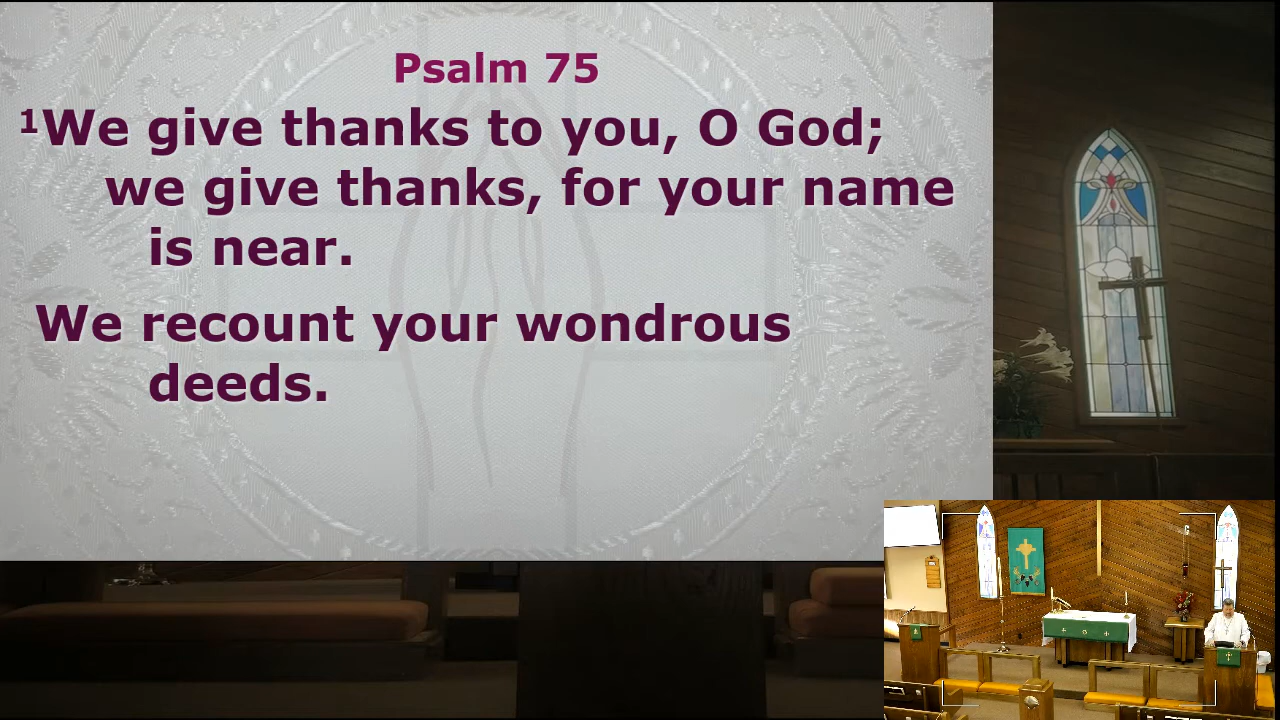 Psalm 75
¹We give thanks to you, O God;
we give thanks, for your name
is near.
We recount your wondrous
deeds.